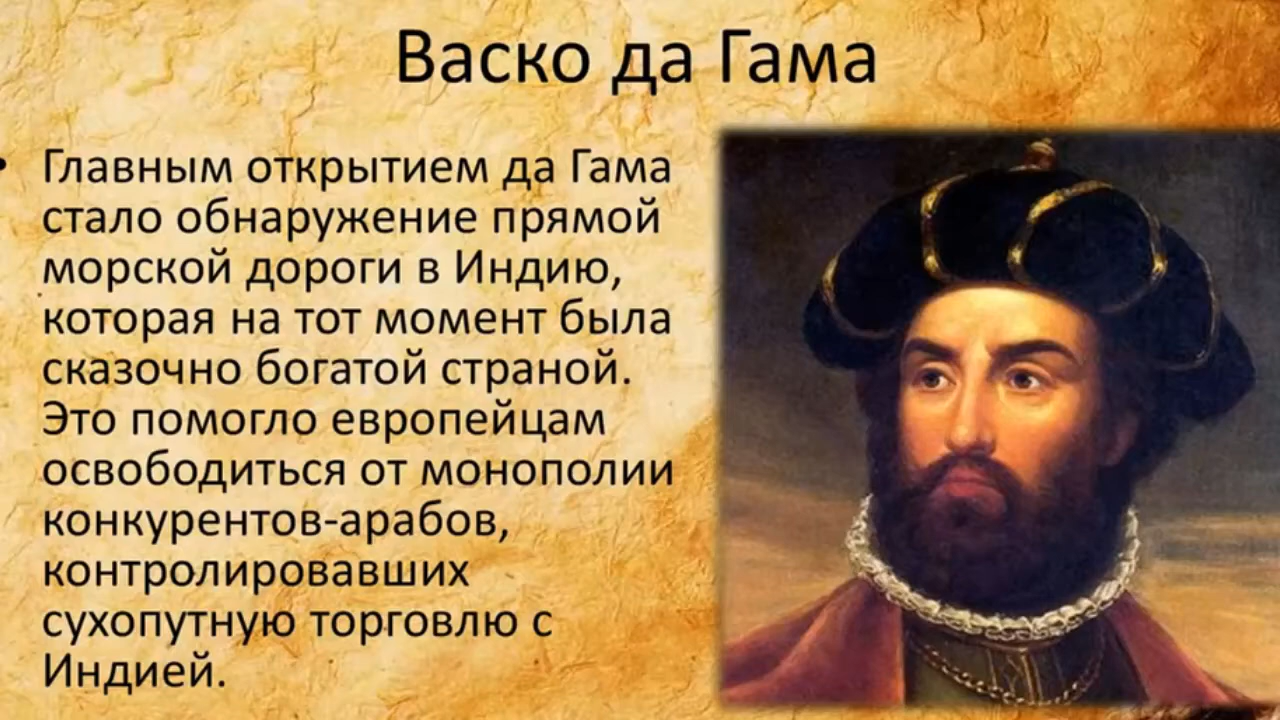 Васко да Гама
• Главным открытием да Гама
стало обнаружение прямой
морской дороги в Индию,
которая на тот момент была
сказочно богатой страной.
Это помогло европейцам
освободиться от монополии
конкурентов-арабов,
контролировавших
сухопутную торговлю с
Индией.